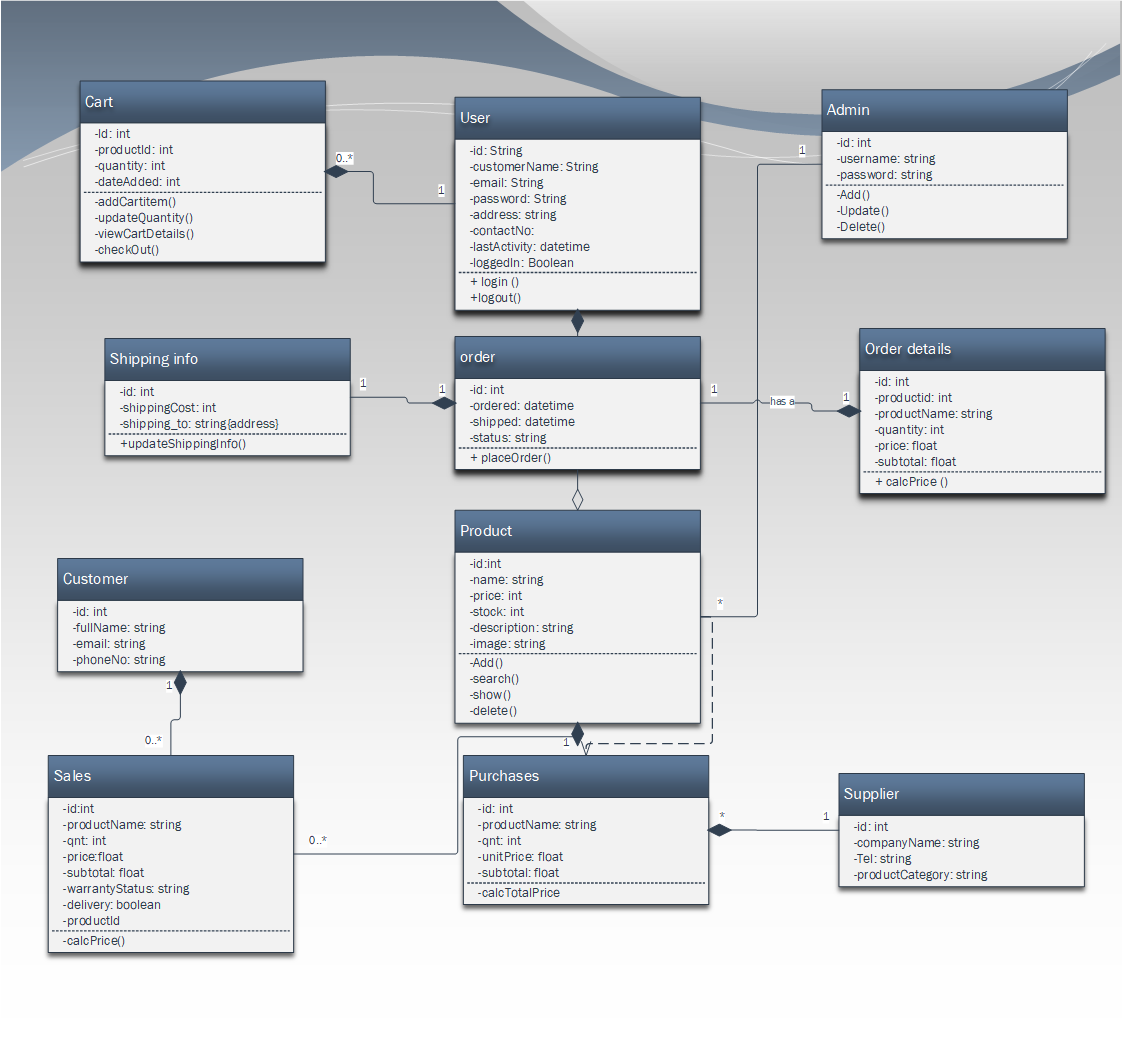 Cart
-Id: int
-productId: int
-quantity: int
-dateAdded: int
-addCartitem()
-updateQuantity()
-viewCartDetails()
-checkOut()
0..*
1
User
-id: String
-customerName: String
-email: String
-password: String
-address: string
-contactNo:
-lastActivity: datetime
-loggedIn: Boolean
+ login ()
+logout()
1
Admin
-id: int
-username: string
-password: string
-Add()
-Update()
-Delete()
Shipping info
-id: int
-shippingCost: int
-shipping_to: string{address}
+updateShippingInfo()
1
1
order
-id: int
-ordered: datetime
-shipped: datetime
-status: string
+ placeOrder()
1
has a
1
Order details
-id: int
-productid: int
-productName: string
-quantity: int
-price: float
-subtotal: float
+ calcPrice ()
Product
-id:int
-name: string
-price: int
-stock: int
-description: string
-image: string
-Add()
-search()
-show()
-delete()
*
1
Customer
-id: int
-fullName: string
-email: string
-phoneNo: string
1
0..*
Sales
-id:int
-productName: string
-qnt: int
-price:float
-subtotal: float
-warrantyStatus: string
-delivery: boolean
-productId
-calcPrice()
0..*
Purchases
-id: int
-productName: string
-qnt: int
-unitPrice: float
-subtotal: float
-calcTotalPrice
*
1
Supplier
-id: int
-companyName: string
-Tel: string
-productCategory: string